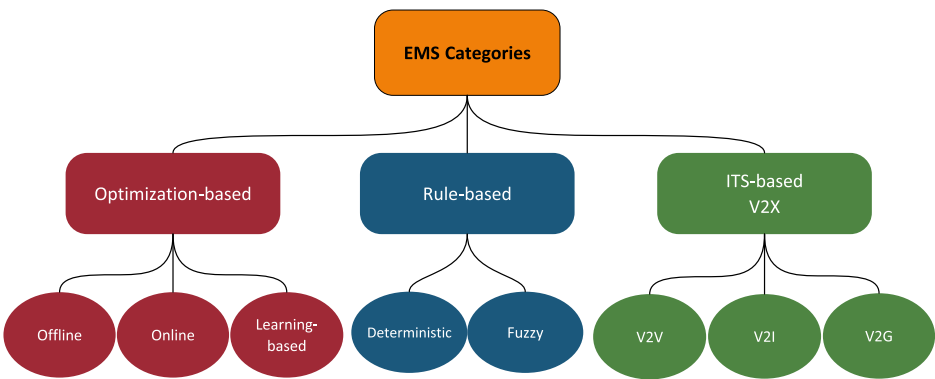 EMS Categories
Optimization-based
Rule-based
ITS-based
V2X
Offline
Online
Learning-
based
Deterministic
Fuzzy
V2V
V2I
V2G